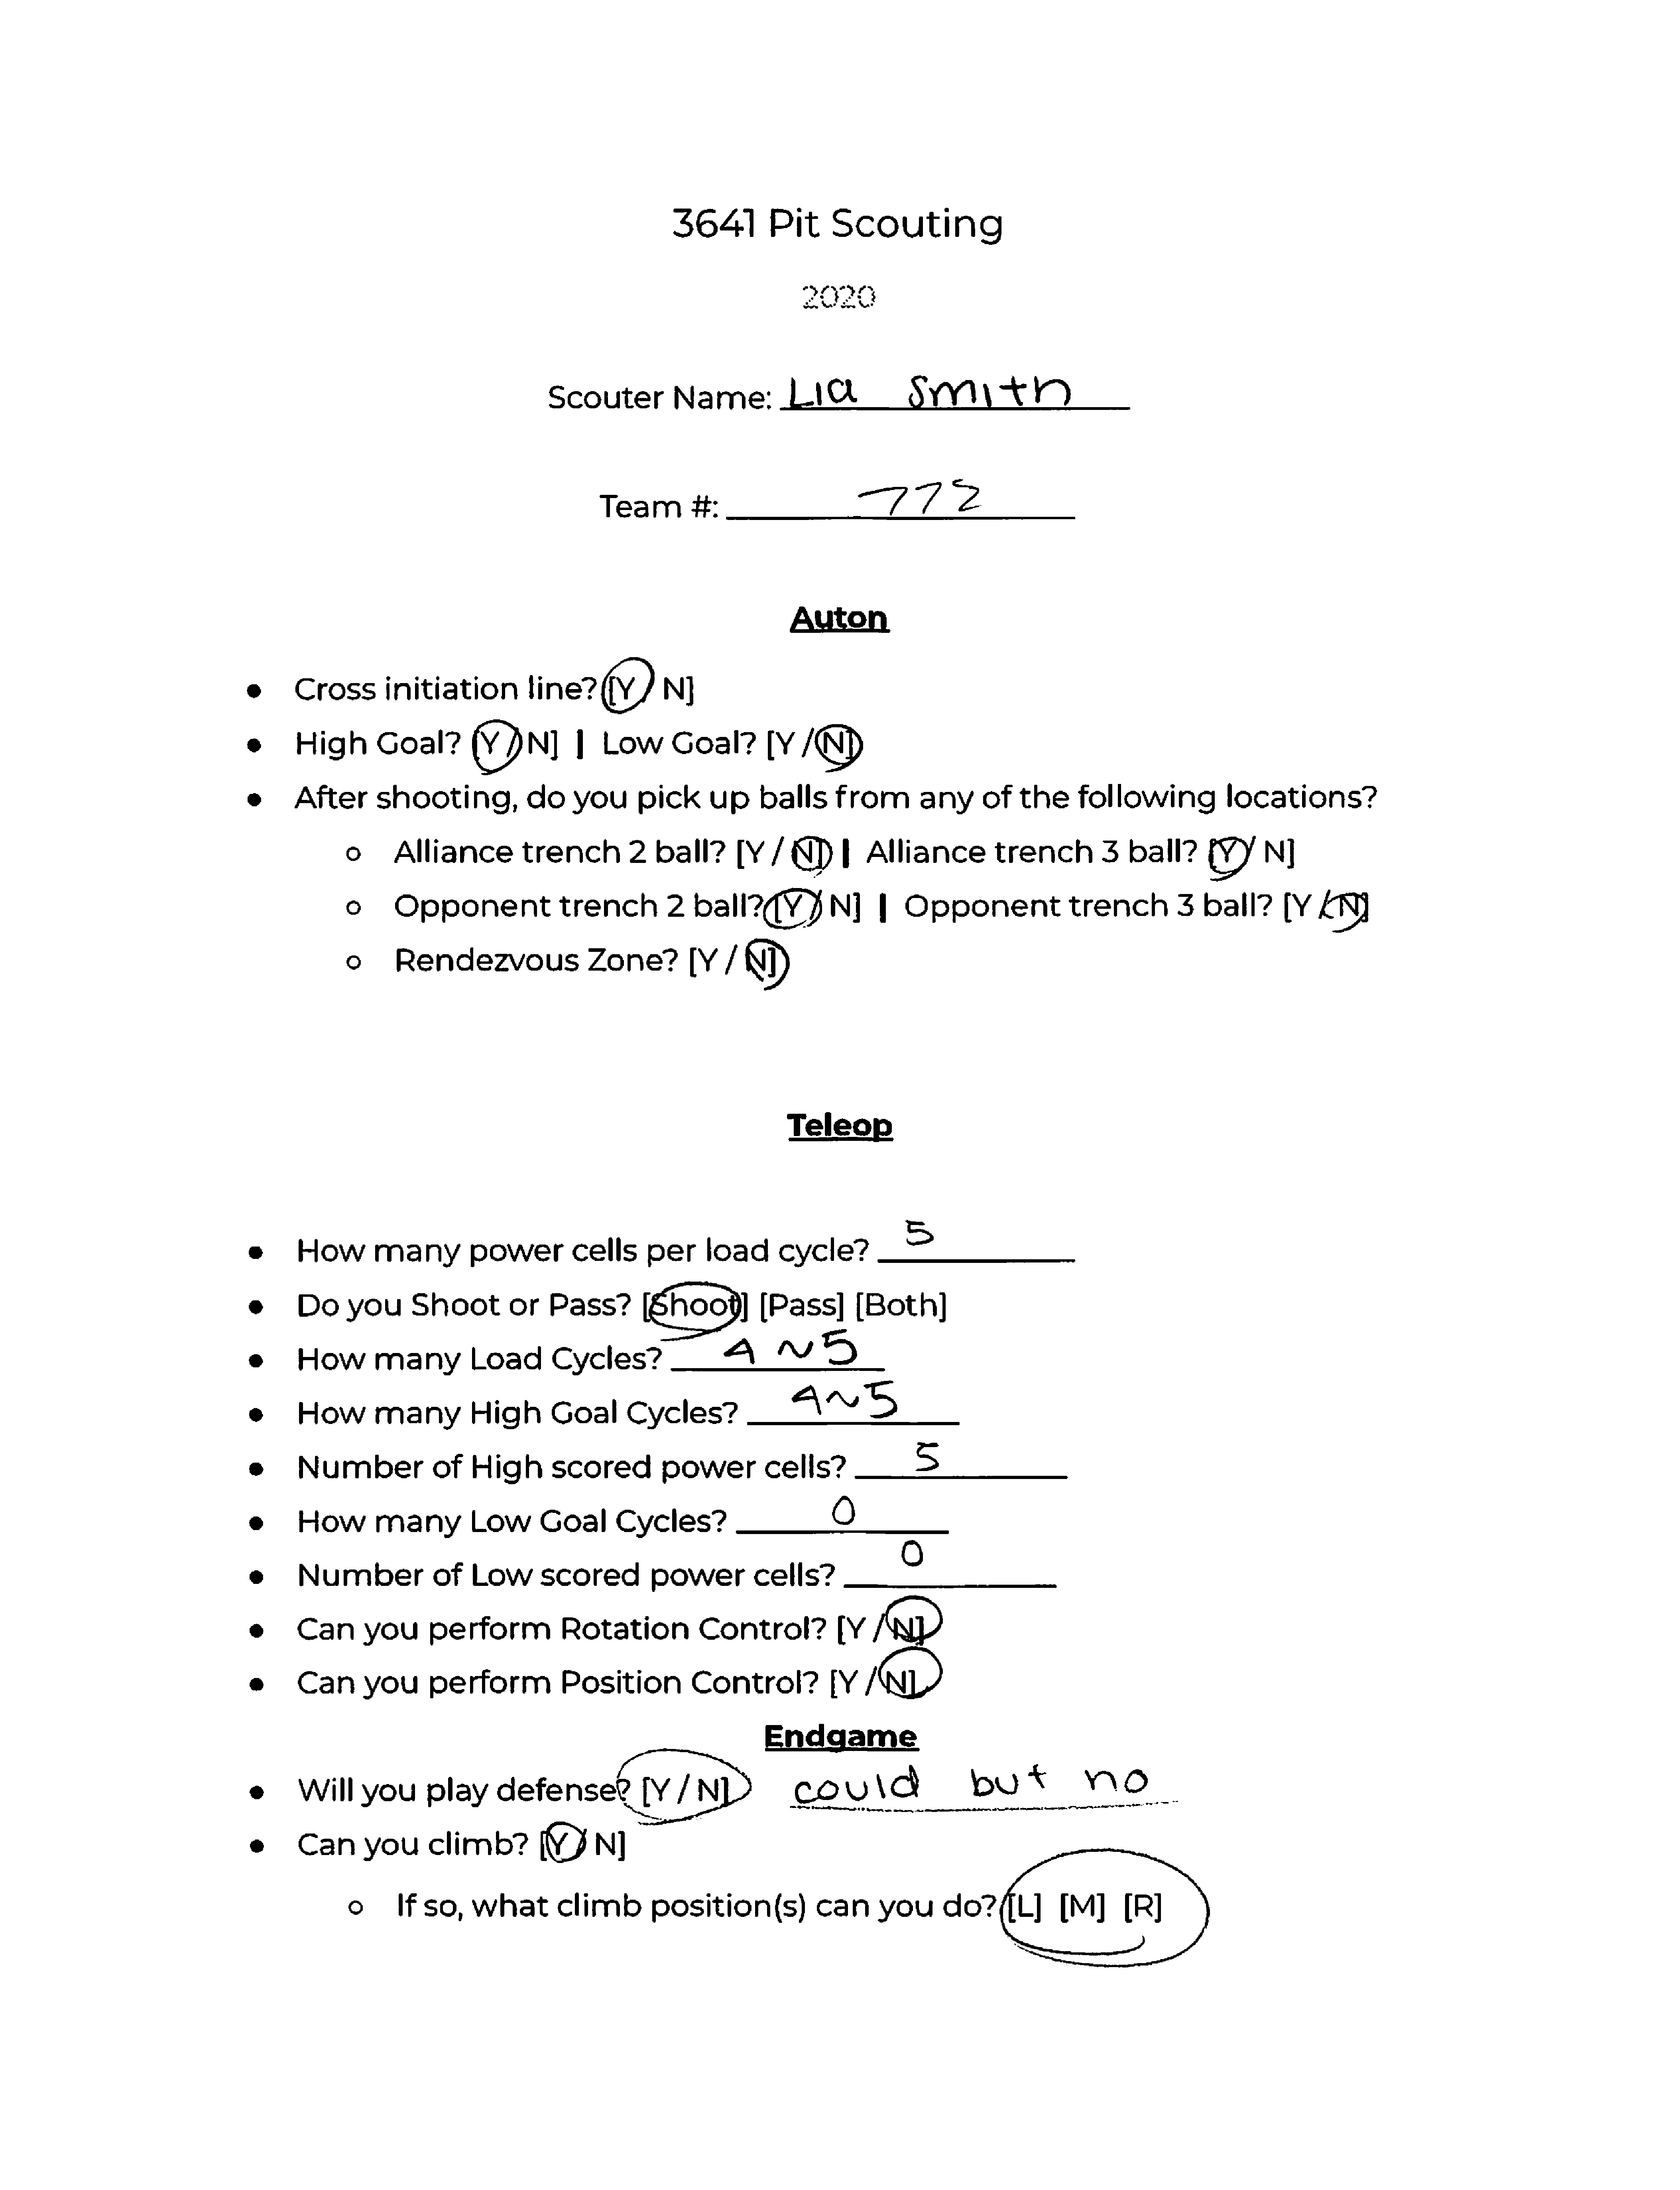 3641 Pit Scouting
2020
Scouter Name: Lia Smith
Team #: 772
Auton
• Cross initiation line? [Y / N]
• High Goal? [Y / N] | Low Goal? [Y / N]
• After shooting, do you pick up balls from any of the following locations?
○ Alliance trench 2 ball? [Y / N] | Alliance trench 3 ball? [Y / N]
○ Opponent trench 2 ball? [Y / N] | Opponent trench 3 ball? [Y / N]
○ Rendezvous Zone? [Y / N]
Teleop
• How many power cells per load cycle? 5
• Do you Shoot or Pass? [Shoot] [Pass] [Both]
• How many Load Cycles? 4 ~ 5
• How many High Goal Cycles? 4~5
• Number of High scored power cells? 5
• How many Low Goal Cycles? 0
• Number of Low scored power cells? 0
• Can you perform Rotation Control? [Y / N]
• Can you perform Position Control? [Y / N]
Endgame
• Will you play defense? [Y / N] could but no
• Can you climb? [Y / N]
○ If so, what climb position(s) can you do? [L] [M] [R]